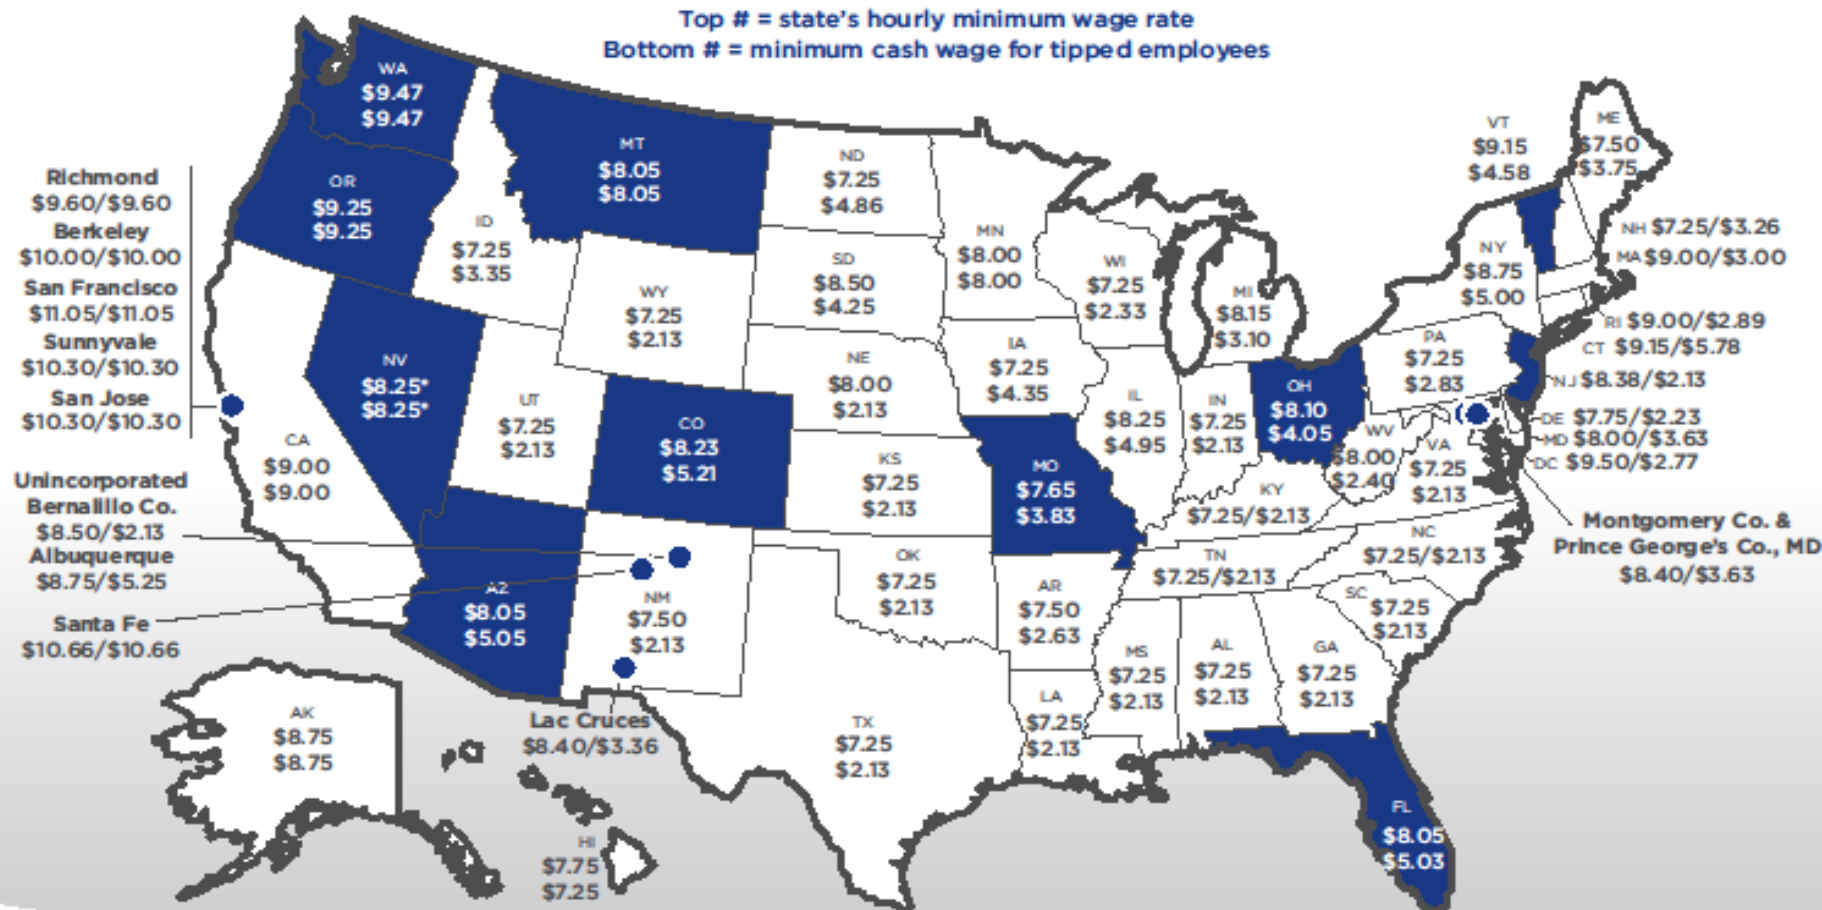 Top # = state's hourly minimum wage rate
Bottom # = minimum cash wage for tipped employees
WA
$9.47
$9.47
OR
$9.25
$9.25
MT
$8.05
$8.05
ID
$7.25
$3.35
ND
$7.25
$4.86
SD
$8.50
$4.25
MN
$8.00
$8.00
WI
$7.25
$2.33
MI
$8.15
$3.10
VT
$9.15
$4.58
ME
$7.50
$3.75
NH $7.25/$3.26
MA $9.00/$3.00
NY
$8.75
$5.00
RI $9.00/$2.89
CT $9.15/$5.78
NJ $8.38/$2.13
DE $7.75/$2.23
MD $8.00/$3.63
DC $9.50/$2.77
Montgomery Co. &
Prince George's Co., MD
$8.40/$3.63
Richmond
$9.60/$9.60
Berkeley
$10.00/$10.00
San Francisco
$11.05/$11.05
Sunnyvale
$10.30/$10.30
San Jose
$10.30/$10.30
Unincorporated
Bernalillo Co.
$8.50/$2.13
Albuquerque
$8.75/$5.25
Santa Fe
$10.66/$10.66
CA
$9.00
$9.00
NV
$8.25*
$8.25*
UT
$7.25
$2.13
WY
$7.25
$2.13
CO
$8.23
$5.21
NE
$8.00
$2.13
KS
$7.25
$2.13
IA
$7.25
$4.35
MO
$7.65
$3.83
IL
$8.25
$4.95
IN
$7.25
$2.13
OH
$8.10
$4.05
PA
$7.25
$2.83
WV
$8.00
$2.40
VA
$7.25
$2.13
KY
$7.25/$2.13
TN
$7.25/$2.13
NC
$7.25/$2.13
SC
$7.25
$2.13
AZ
$8.05
$5.05
NM
$7.50
$2.13
Lac Cruces
$8.40/$3.36
OK
$7.25
$2.13
AR
$7.50
$2.63
TX
$7.25
$2.13
LA
$7.25
$2.13
MS
$7.25
$2.13
AL
$7.25
$2.13
GA
$7.25
$2.13
FL
$8.05
$5.03
AK
$8.75
$8.75
HI
$7.75
$7.25